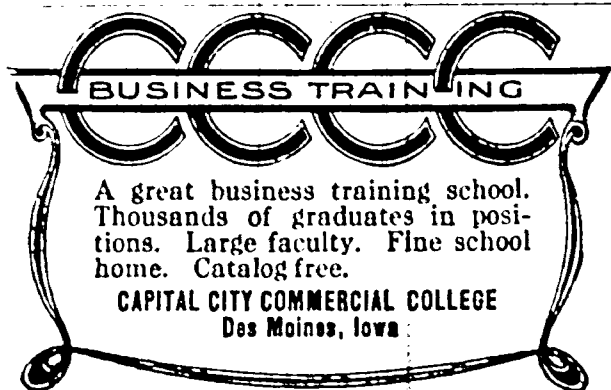 CCCC
BUSINESS TRAINING
A great business training school.
Thousands of graduates in posi-
tions. Large faculty. Fine school
home. Catalog free.
CAPITAL CITY COMMERCIAL COLLEGE
Des Moines, Iowa